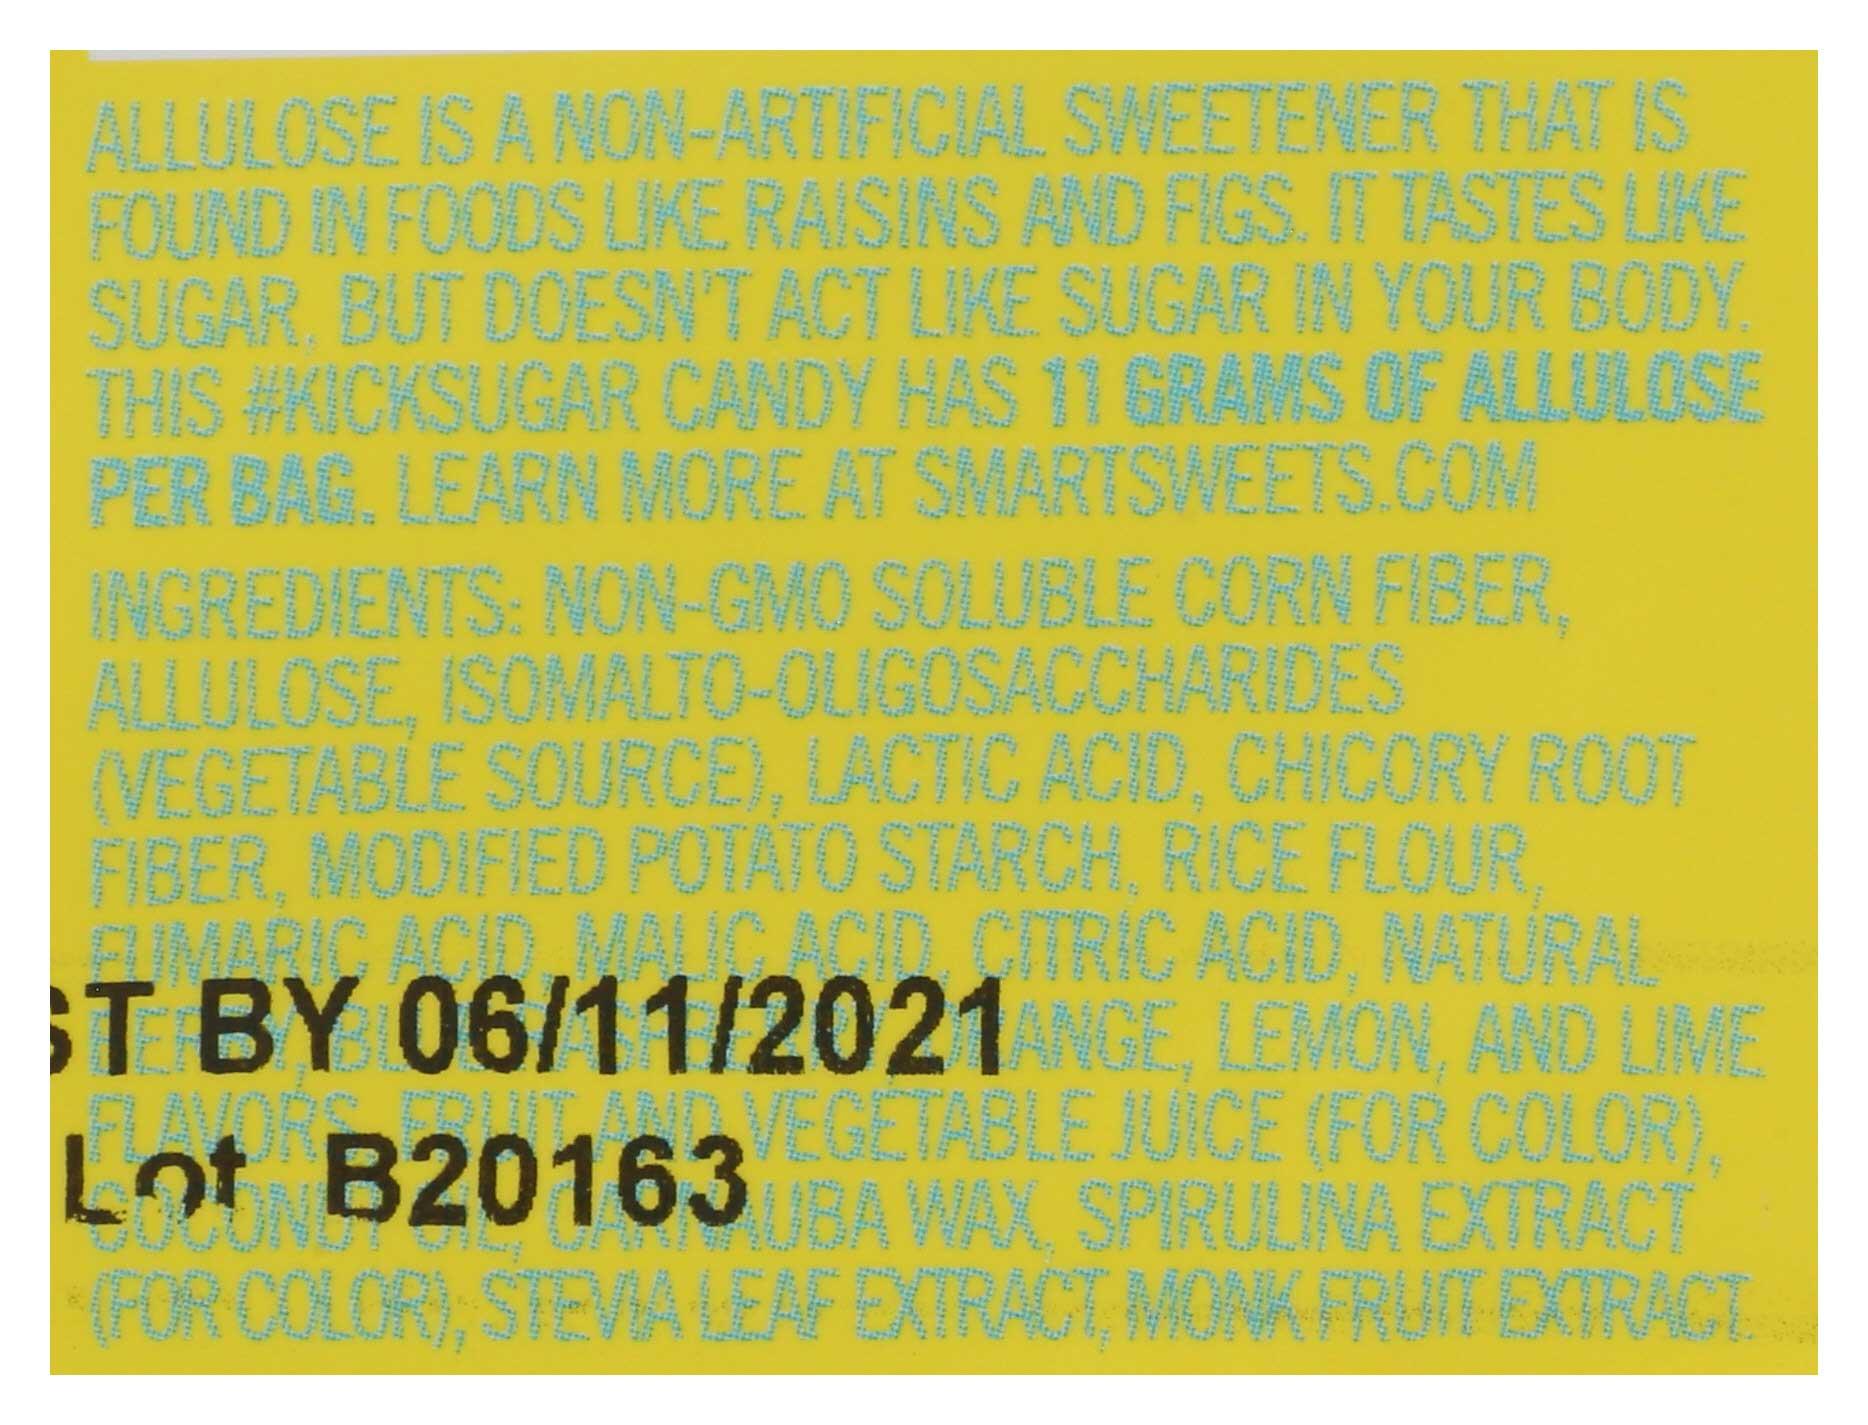 ALLULOSE IS A NON-ARTIFICIAL SWEETENER THAT IS
FOUND IN FOODS LIKE RAISINS AND FIGS. IT TASTES LIKE
SUGAR, BUT DOESN'T ACT LIKE SUGAR IN YOUR BODY.
THIS #KICKSUGAR CANDY HAS 11 GRAMS OF ALLULOSE
PER BAG. LEARN MORE AT SMARTSWEETS.COM
INGREDIENTS: NON-GMO SOLUBLE CORN FIBER,
ALLULOSE, ISOMALTO-OLIGOSACCHARIDES
(VEGETABLE SOURCE), LACTIC ACID, CHICORY ROOT
FIBER, MODIFIED POTATO STARCH, RICE FLOUR,
FUMARIC ACID, MALIC ACID, CITRIC ACID, NATURAL
BY 06/11/2021
LEMON, AND LIME
FLAVORS, FRUIT AND VEGETABLE JUICE (FOR COLOR),
Lot B20163
COCONUT OIL, CARNAUBA WAX, SPIRULINA EXTRACT
(FOR COLOR), STEVIA LEAF EXTRACT, MONK FRUIT EXTRACT.